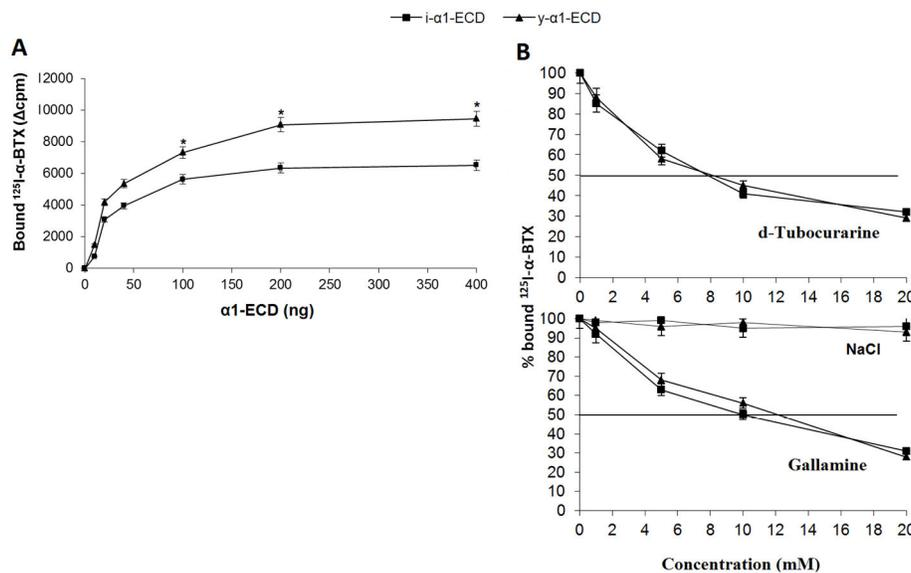 i-α1-ECD y-α1-ECD
A
Bound ¹²⁵I-α-BTX (Δcpm)
12000
10000
8000
6000
4000
2000
0
* * *
0 50 100 150 200 250 300 350 400
α1-ECD (ng)
B
% bound ¹²⁵I-α-BTX
100
90
80
70
60
50
40
30
20
10
0
d-Tubocurarine
0 2 4 6 8 10 12 14 16 18 20
100
90
80
70
60
50
40
30
20
10
0
NaCl
Gallamine
0 2 4 6 8 10 12 14 16 18 20
Concentration (mM)